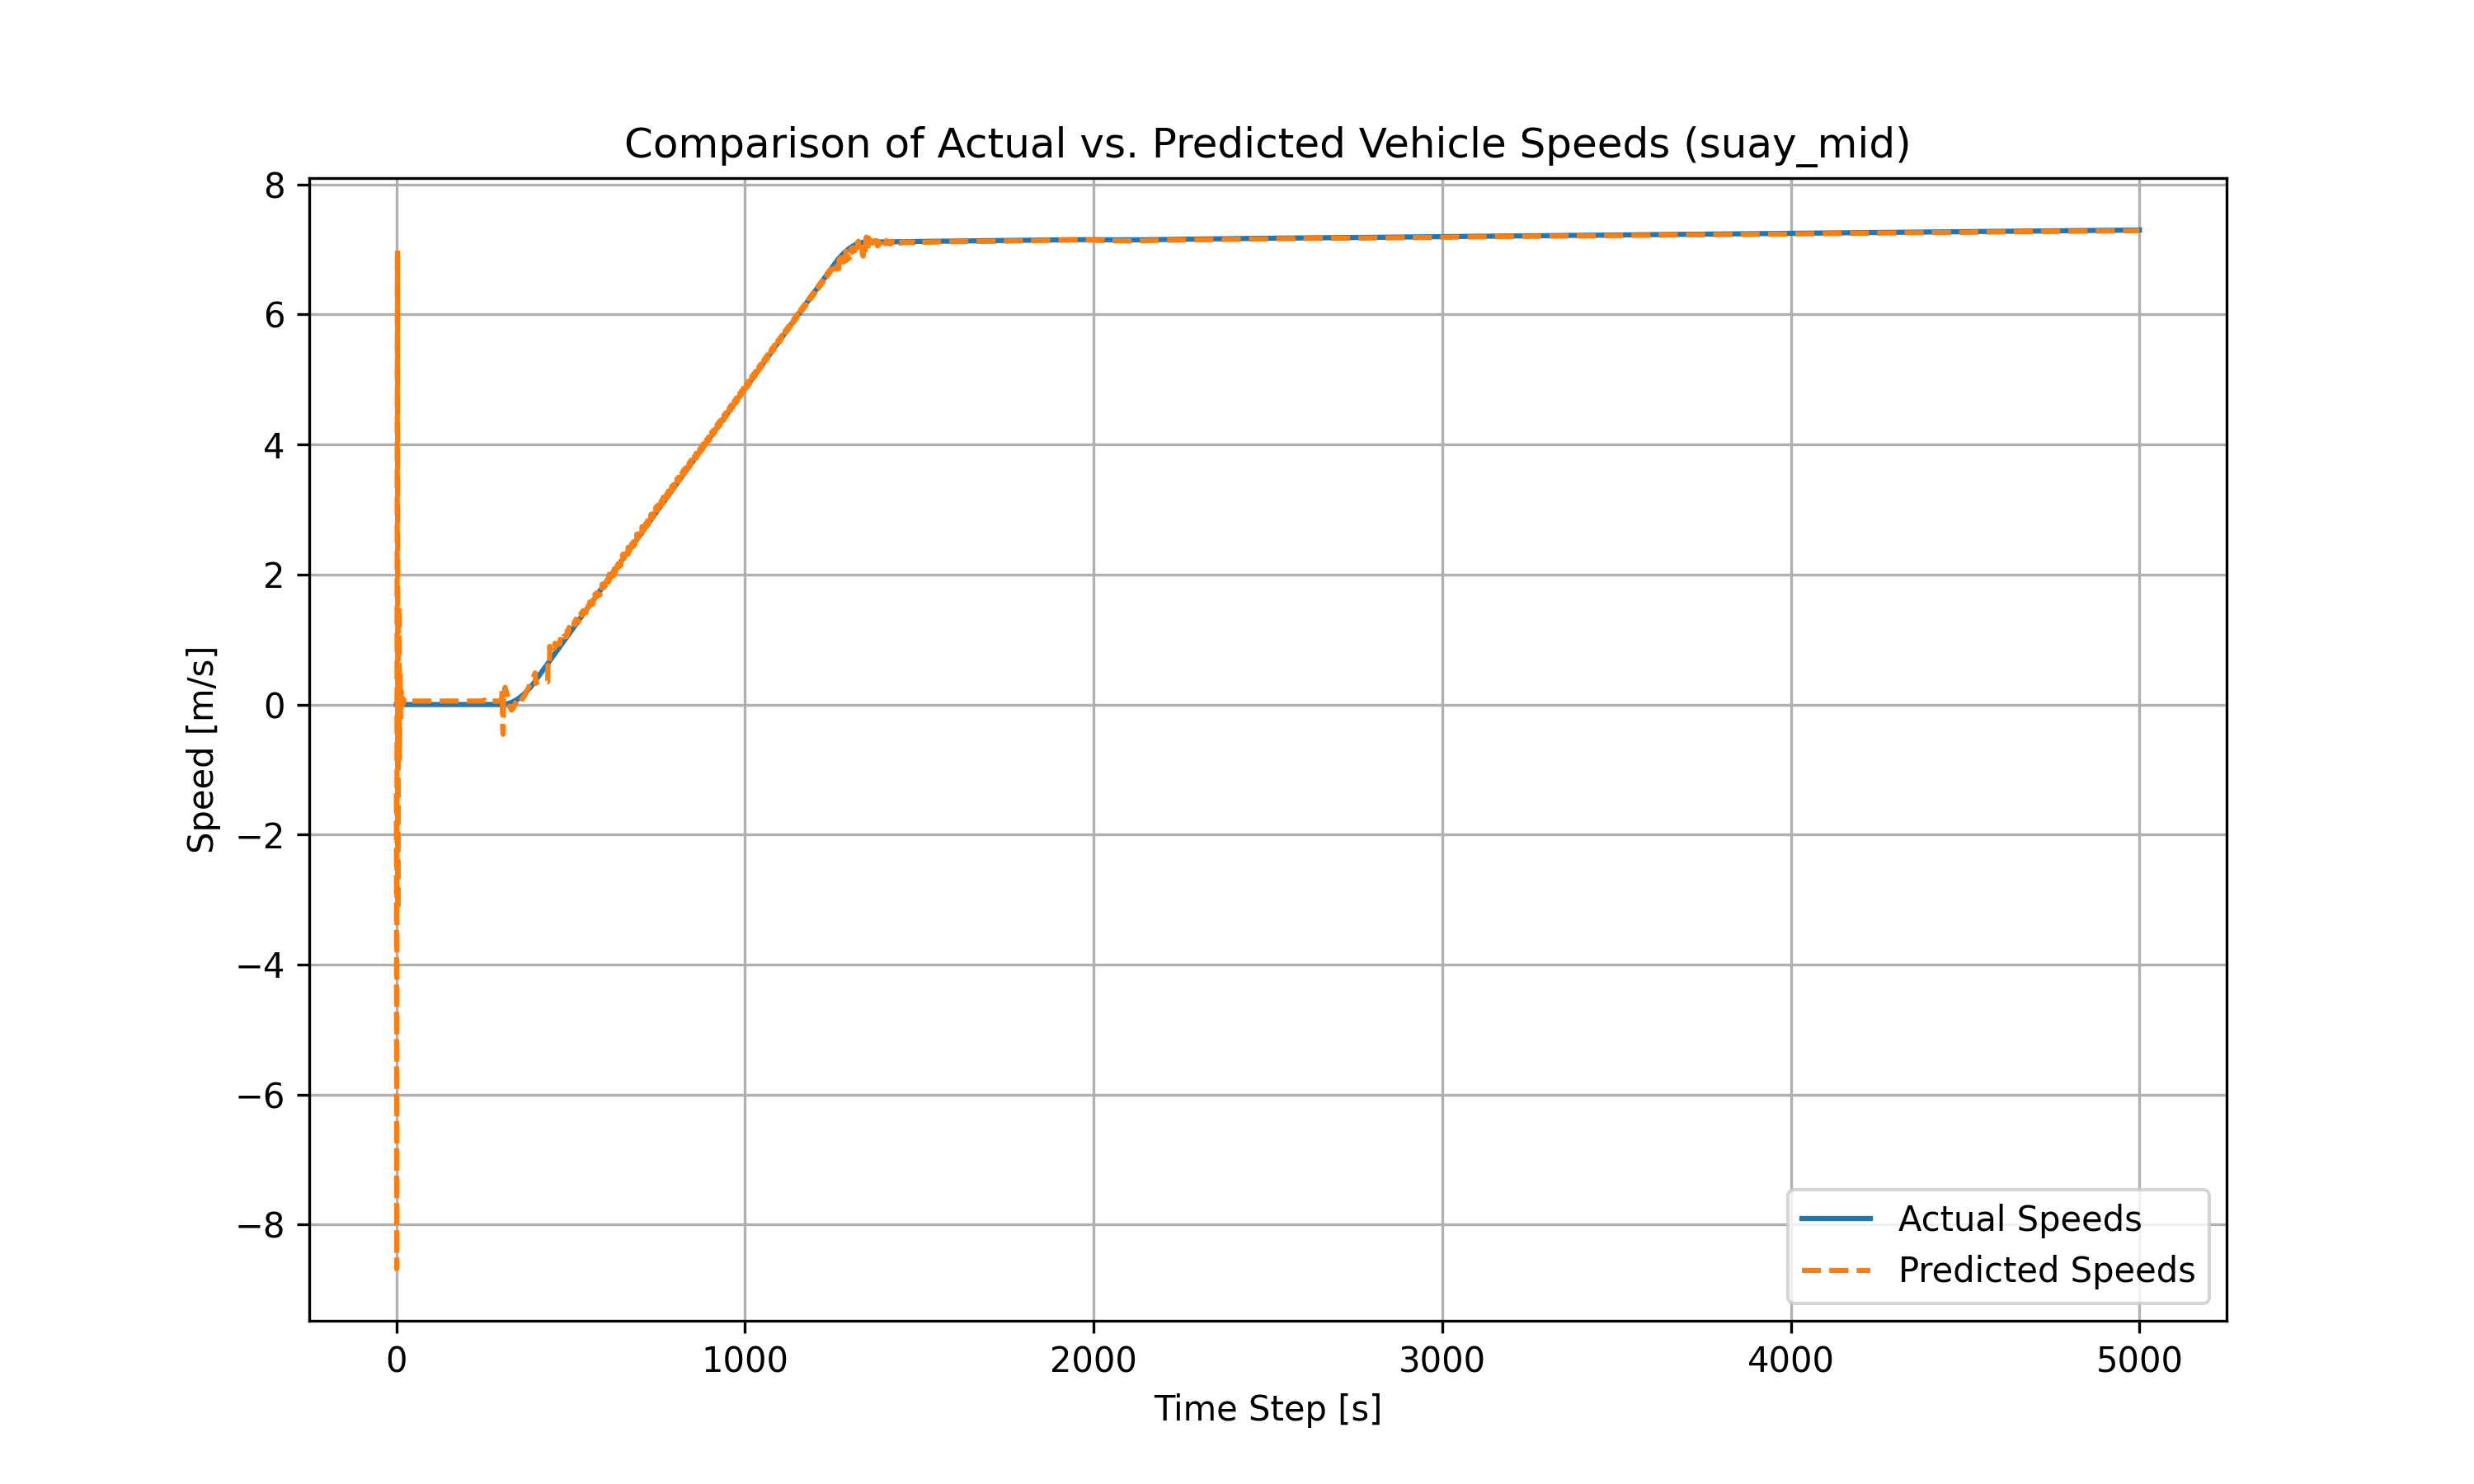 Comparison of Actual vs. Predicted Vehicle Speeds (suay_mid)
8
6
4
2
0
−2
−4
−6
−8
Speed [m/s]
0 1000 2000 3000 4000 5000
Time Step [s]
Actual Speeds
Predicted Speeds